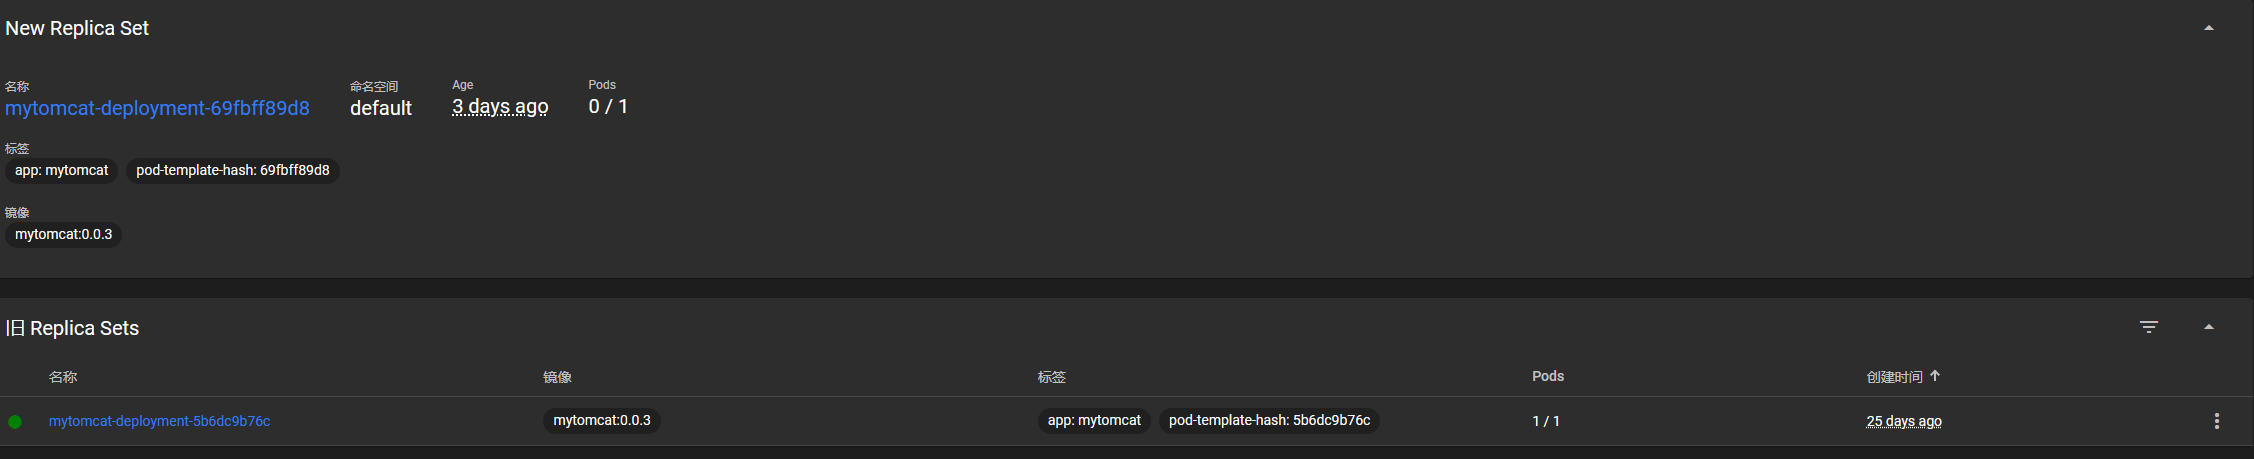 New Replica Set
名称 命名空间 Age Pods
mytomcat-deployment-69fbff89d8 default 3 days ago 0 / 1
标签
app: mytomcat pod-template-hash: 69fbff89d8
镜像
mytomcat:0.0.3
旧 Replica Sets
名称 镜像 标签 Pods 创建时间
mytomcat-deployment-5b6dc9b76c mytomcat:0.0.3 app: mytomcat pod-template-hash: 5b6dc9b76c 1 / 1 25 days ago